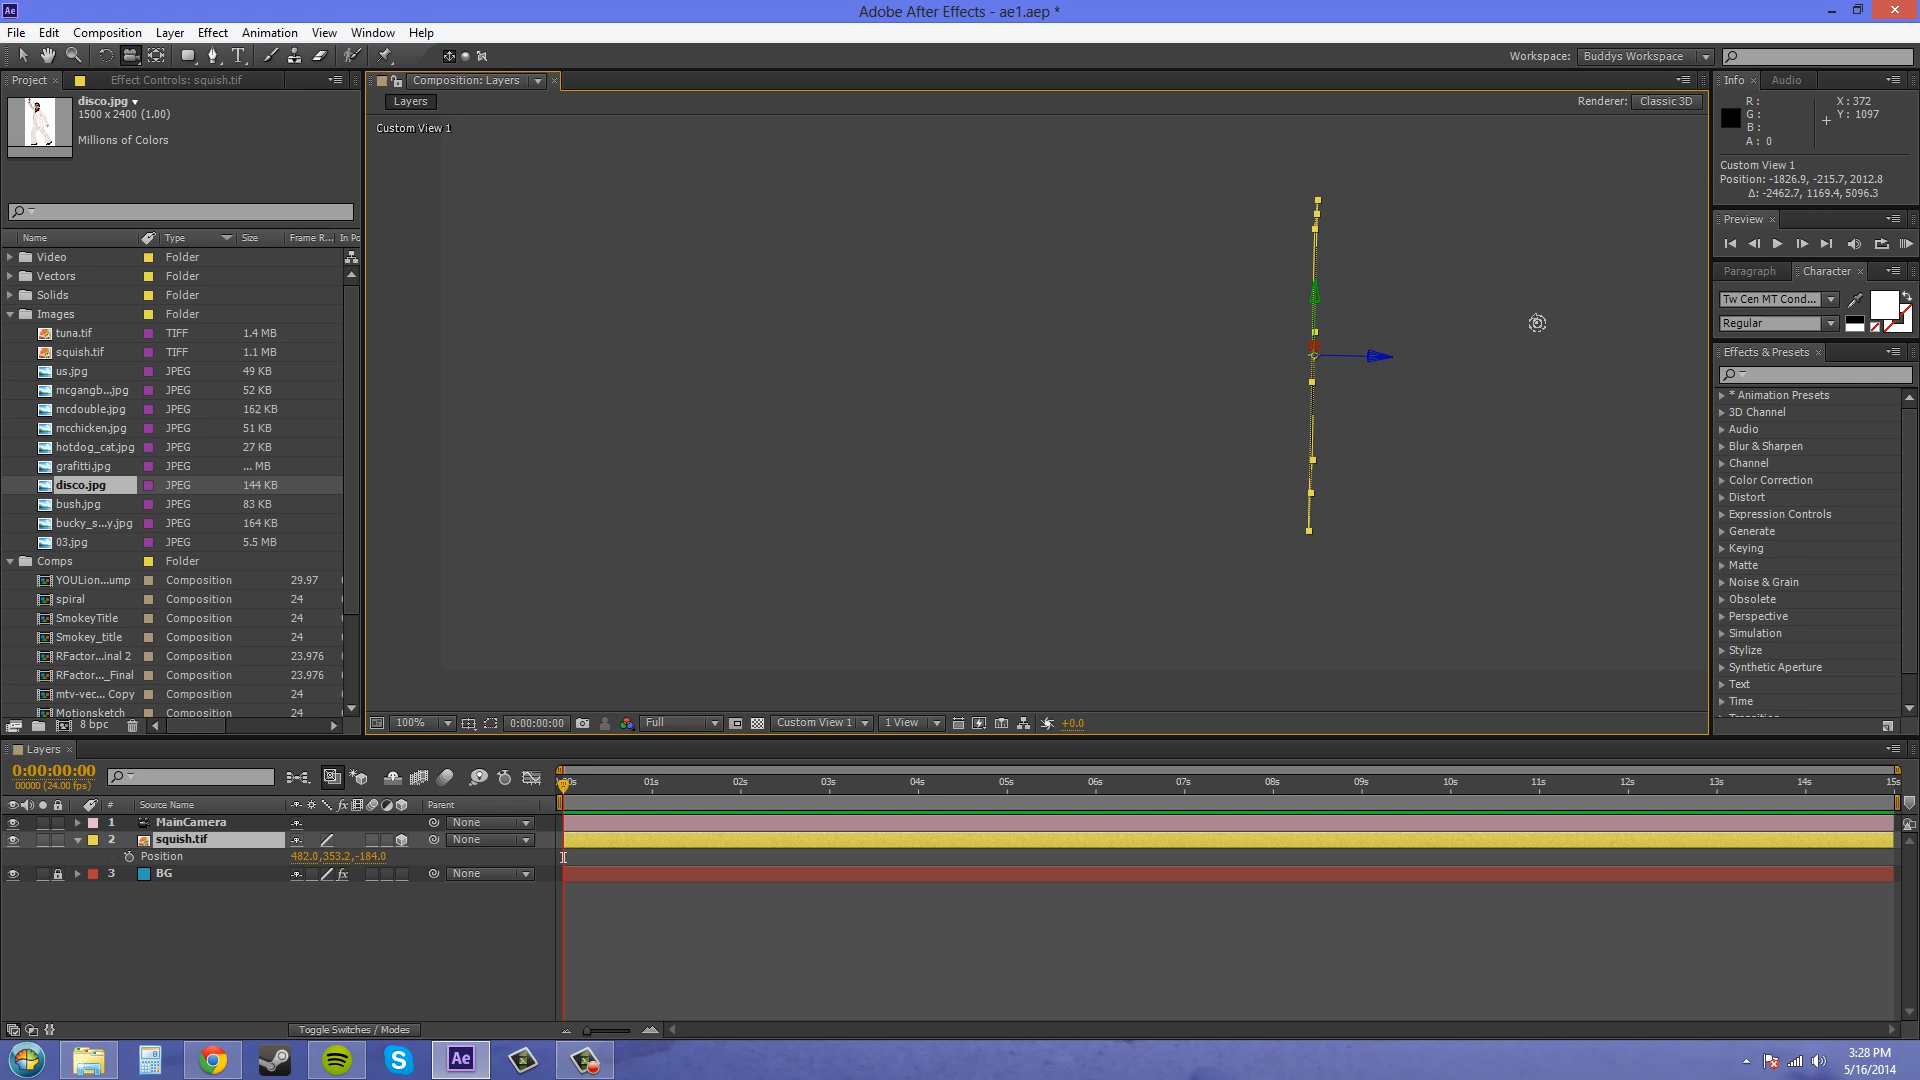 Ae
Adobe After Effects - ae1.aep *
File Edit Composition Layer Effect Animation View Window Help
T
Workspace: Buddys Workspace
Project × Effect Controls: squish.tif
Composition: Layers
Info × Audio
disco.jpg
1500 x 2400 (1.00)
Millions of Colors
Layers
Renderer: Classic 3D
Custom View 1
R :
G :
B :
A : 0
X : 372
Y : 1097
Custom View 1
Position: -1826.9, -215.7, 2012.8
Δ: -2462.7, 1169.4, 5096.3
Preview ×
Paragraph Character ×
Tw Cen MT Cond...
Regular
Effects & Presets ×
* Animation Presets
3D Channel
Audio
Blur & Sharpen
Channel
Color Correction
Distort
Expression Controls
Generate
Keying
Matte
Noise & Grain
Obsolete
Perspective
Simulation
Stylize
Synthetic Aperture
Text
Time
Name Type Size Frame R... In Po
Video Folder
Vectors Folder
Solids Folder
Images Folder
tuna.tif TIFF 1.4 MB
squish.tif TIFF 1.1 MB
us.jpg JPEG 49 KB
mcgangb...jpg JPEG 52 KB
mcdouble.jpg JPEG 162 KB
mcchicken.jpg JPEG 51 KB
hotdog_cat.jpg JPEG 27 KB
grafitti.jpg JPEG ... MB
disco.jpg JPEG 144 KB
bush.jpg JPEG 83 KB
bucky_s...y.jpg JPEG 164 KB
03.jpg JPEG 5.5 MB
Comps Folder
YOULion...ump Composition 29.97
spiral Composition 24
SmokeyTitle Composition 24
Smokey_title Composition 24
RFactor...inal 2 Composition 23.976
RFactor..._Final Composition 23.976
mtv-vec... Copy Composition 24
Motionsketch Composition 24
8 bpc
100% 0:00:00:00 Full Custom View 1 1 View +0.0
Layers ×
0:00:00:00
00000 (24.00 fps)
01s 02s 03s 04s 05s 06s 07s 08s 09s 10s 11s 12s 13s 14s 15s
# Source Name fx Parent
1 MainCamera None
2 squish.tif None
Position 482.0,353.2,-184.0
3 BG fx None
Toggle Switches / Modes
Ae
3:28 PM
5/16/2014